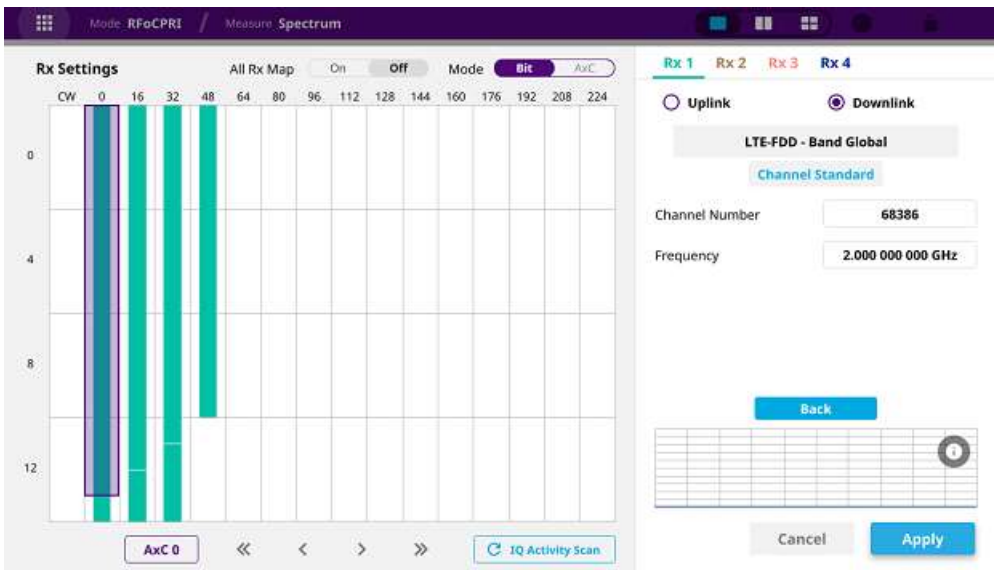 Mode RFoCPRI / Measure Spectrum
Rx Settings
All Rx Map On Off Mode Bit AxC
CW 0 16 32 48 64 80 96 112 128 144 160 176 192 208 224
0
4
8
12
AxC 0
IQ Activity Scan
Rx 1 Rx 2 Rx 3 Rx 4
Uplink Downlink
LTE-FDD - Band Global
Channel Standard
Channel Number 68386
Frequency 2.000 000 000 GHz
Back
Cancel Apply